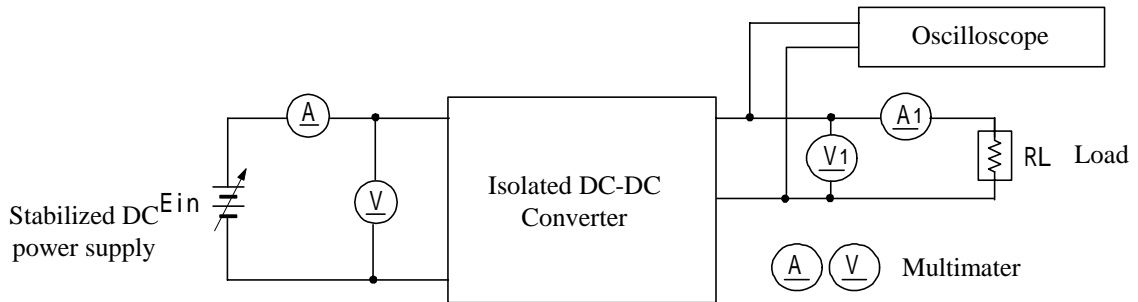 Oscilloscope
A
A1
V1
RL Load
Ein
V
Isolated DC-DC
Converter
Stabilized DC
power supply
A V Multimater